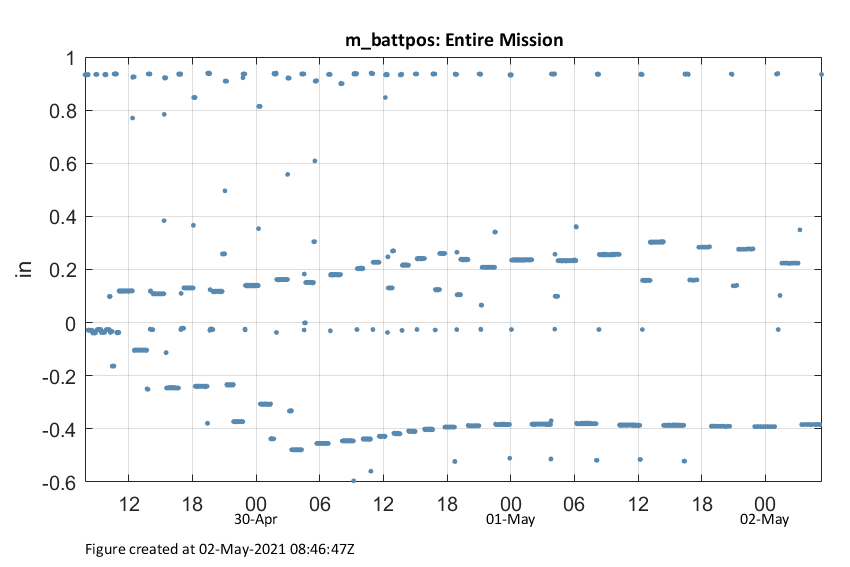 m_battpos: Entire Mission
1
0.8
0.6
0.4
0.2
0
-0.2
-0.4
-0.6
in
12 18 00 06 12 18 00 06 12 18 00
30-Apr 01-May 02-May
Figure created at 02-May-2021 08:46:47Z